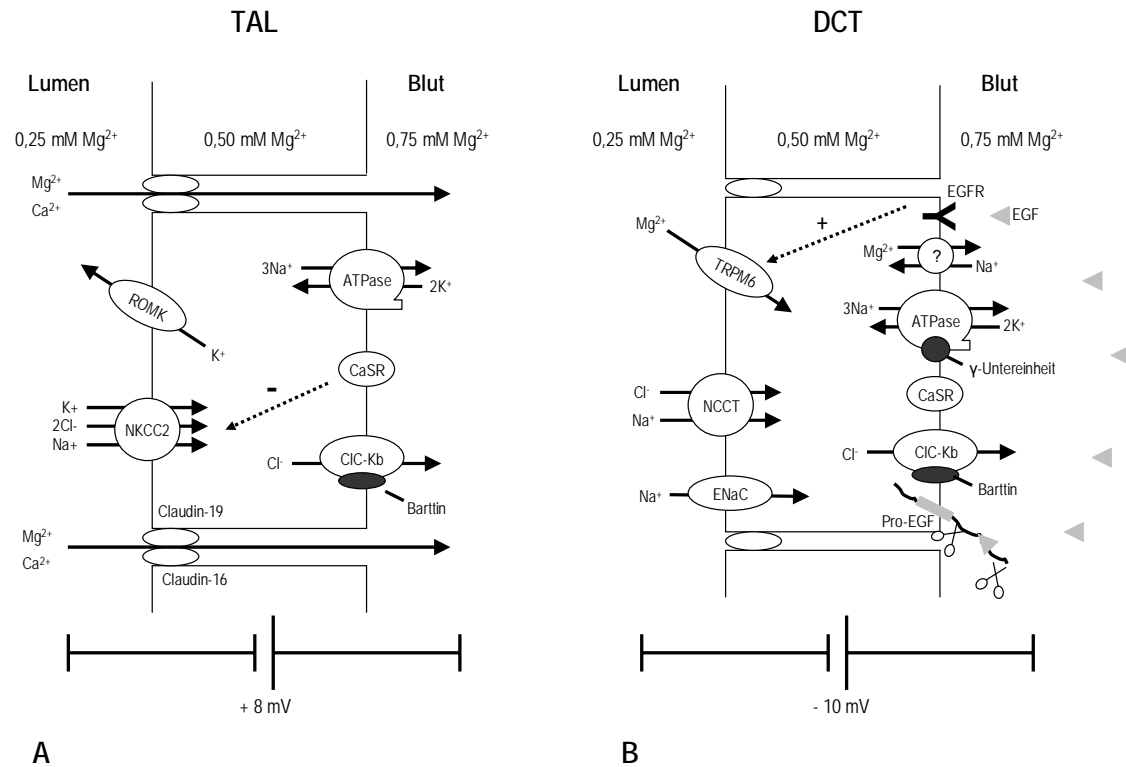 TAL
Lumen
Blut
0,25 mM Mg²⁺
0,50 mM Mg²⁺
0,75 mM Mg²⁺
Mg²⁺
Ca²⁺
3Na⁺
ATPase
2K⁺
ROMK
K⁺
CaSR
-
K+
2Cl-
Na+
NKCC2
Cl⁻
ClC-Kb
Barttin
Claudin-19
Mg²⁺
Ca²⁺
Claudin-16
+ 8 mV
A
DCT
Lumen
Blut
0,25 mM Mg²⁺
0,50 mM Mg²⁺
0,75 mM Mg²⁺
EGFR
EGF
Mg²⁺
+
TRPM6
Mg²⁺
?
Na⁺
3Na⁺
ATPase
2K⁺
γ-Untereinheit
Cl⁻
Na⁺
NCCT
CaSR
Cl⁻
ClC-Kb
Barttin
Na⁺
ENaC
Pro-EGF
- 10 mV
B